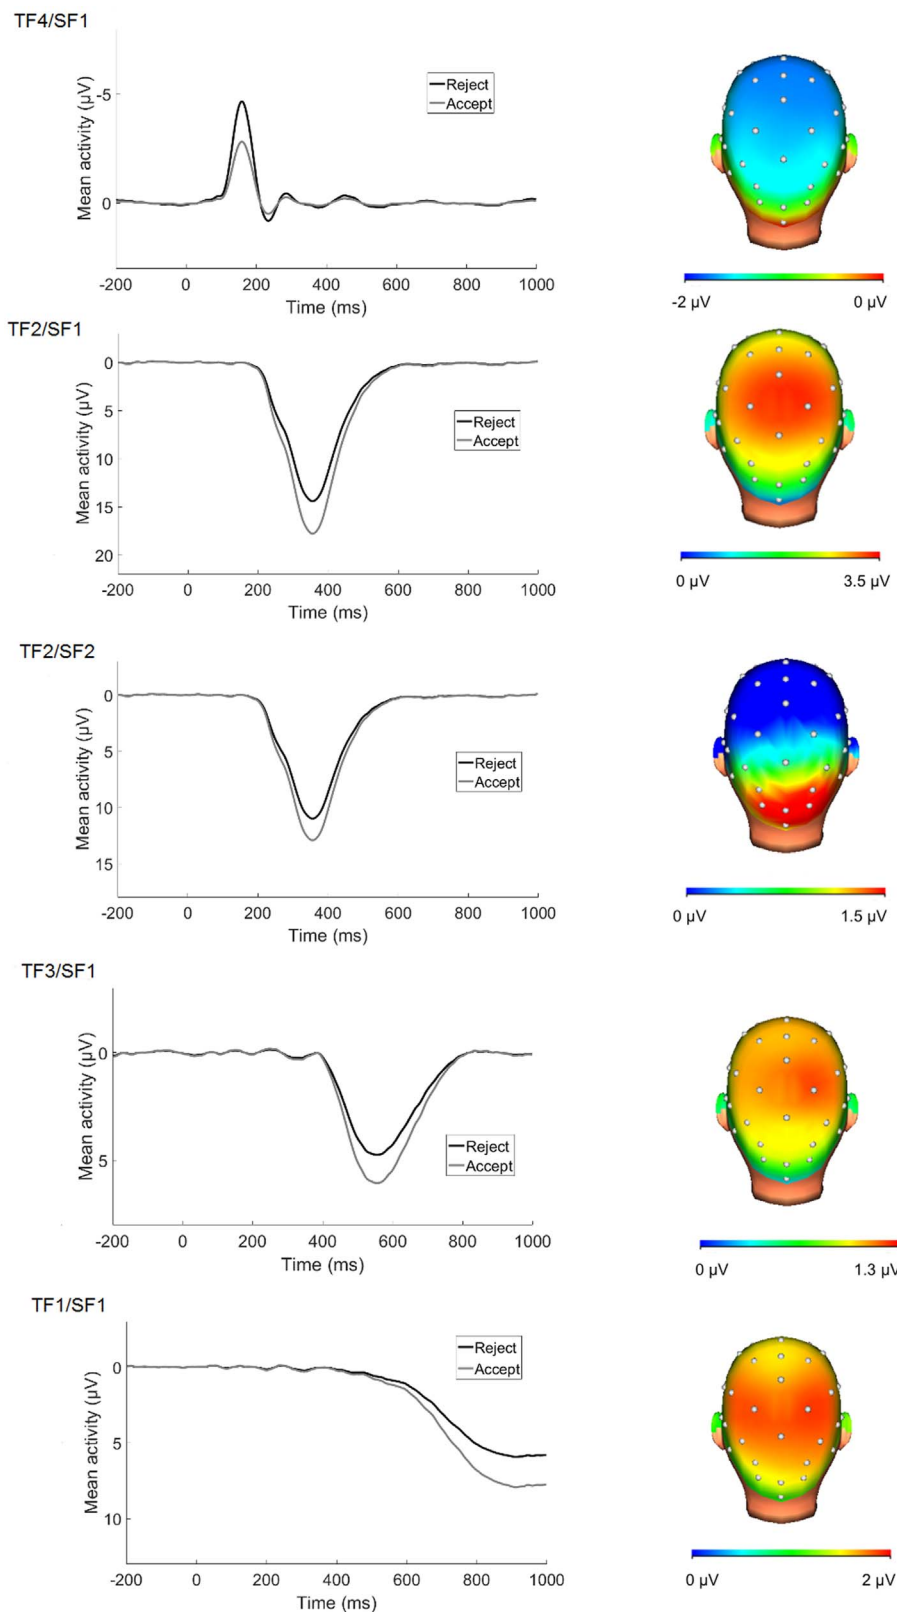 TF4/SF1
Mean activity (µV)
-5
0
Reject
Accept
-200 0 200 400 600 800 1000
Time (ms)
-2 µV 0 µV
TF2/SF1
Mean activity (µV)
0
5
10
15
20
Reject
Accept
-200 0 200 400 600 800 1000
Time (ms)
0 µV 3.5 µV
TF2/SF2
Mean activity (µV)
0
5
10
15
Reject
Accept
-200 0 200 400 600 800 1000
Time (ms)
0 µV 1.5 µV
TF3/SF1
Mean activity (µV)
0
5
Reject
Accept
-200 0 200 400 600 800 1000
Time (ms)
0 µV 1.3 µV
TF1/SF1
Mean activity (µV)
0
5
10
Reject
Accept
-200 0 200 400 600 800 1000
Time (ms)
0 µV 2 µV